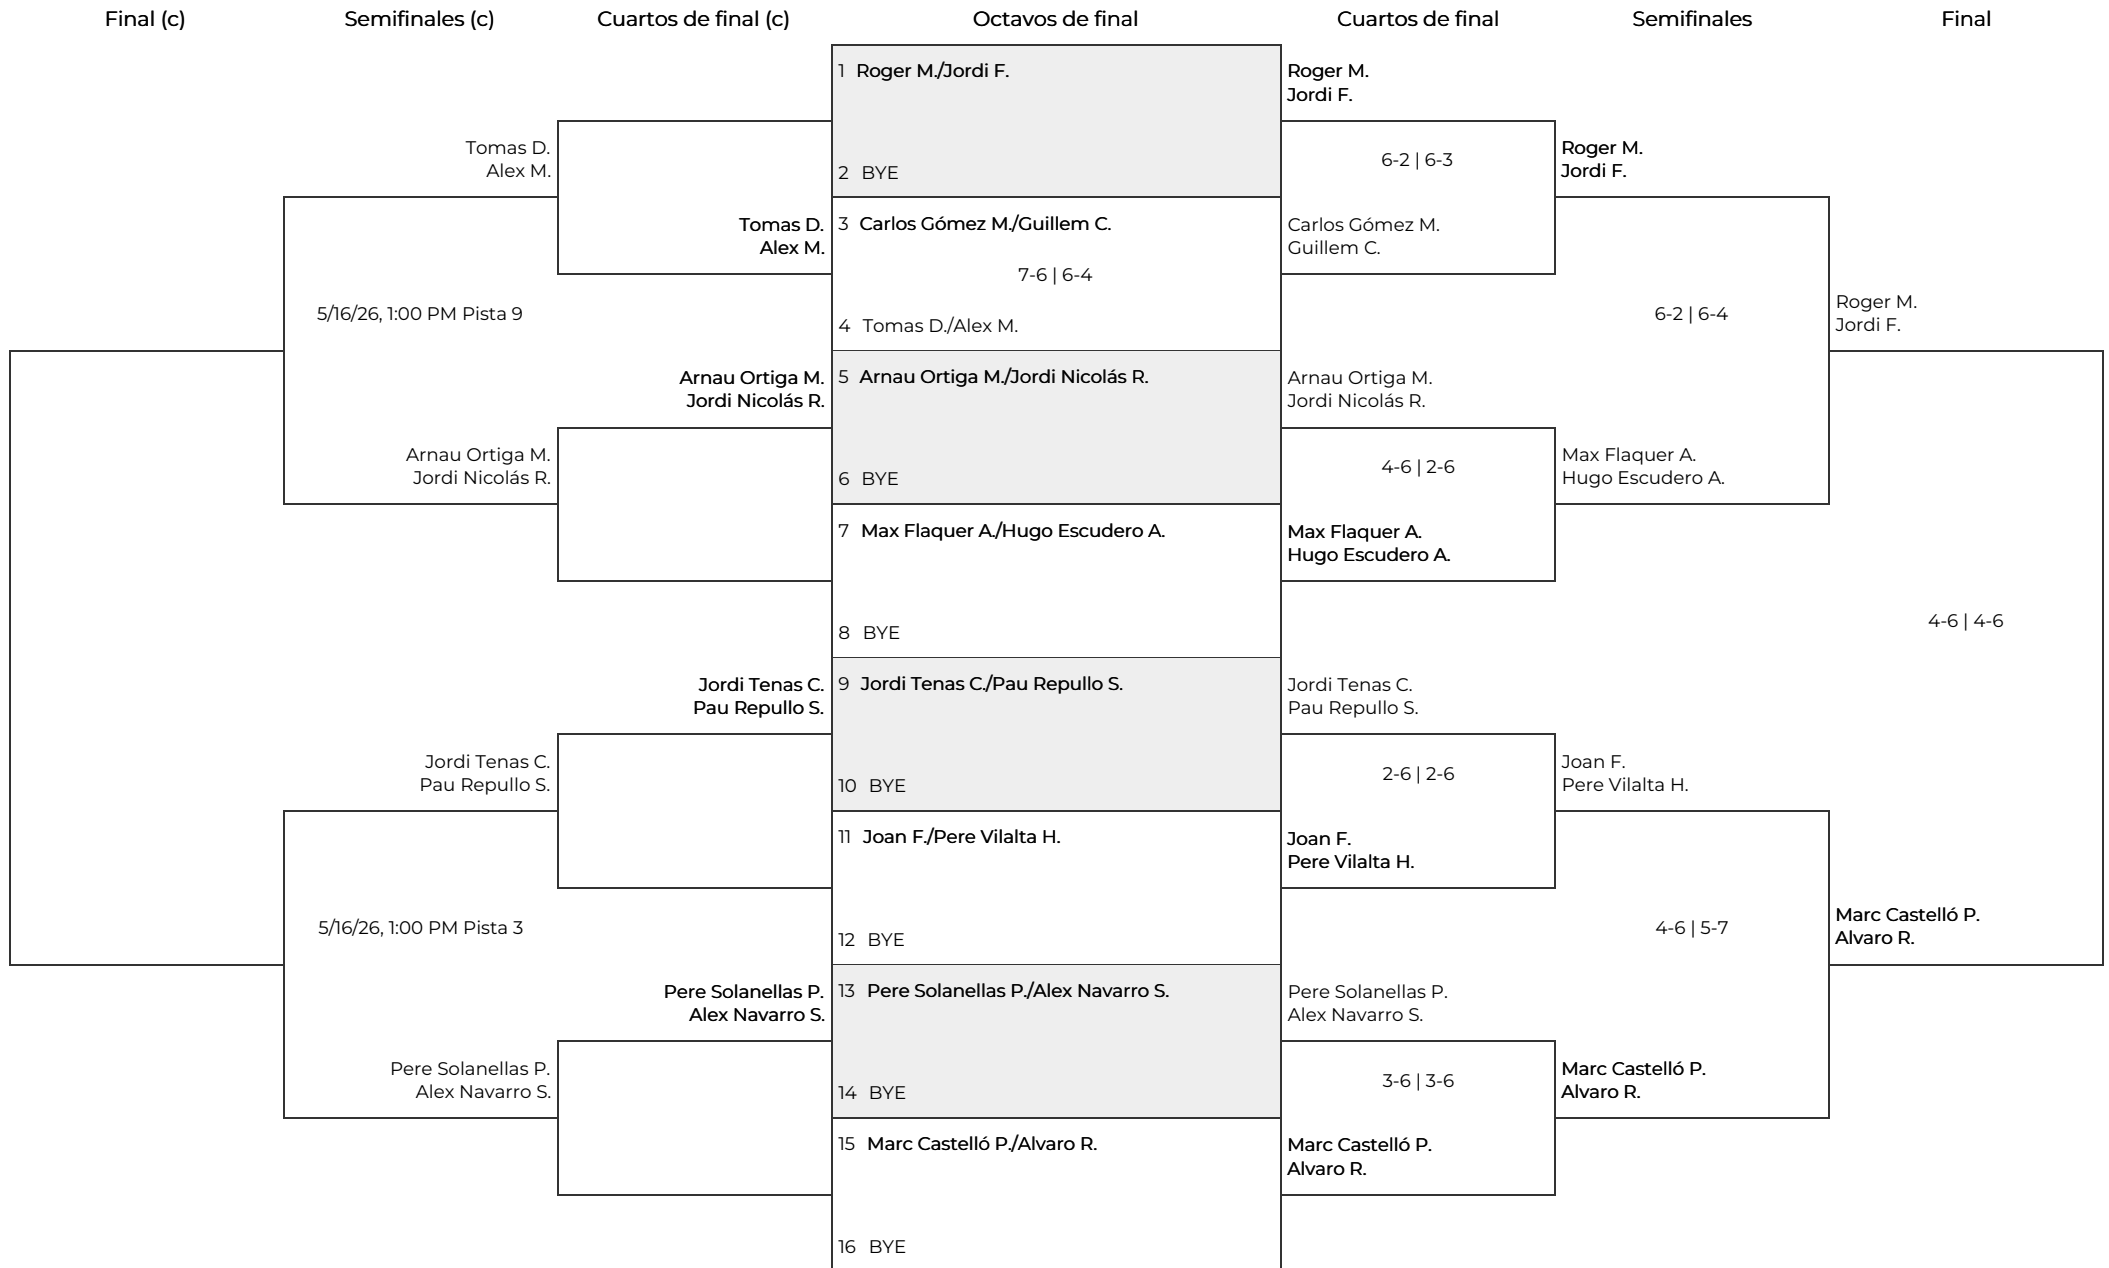 Final (c)
Semifinales (c)
Cuartos de final (c)
Octavos de final
Cuartos de final
Semifinales
Final
Tomas D.
Alex M.
5/16/26, 1:00 PM Pista 9
Arnau Ortiga M.
Jordi Nicolás R.
Jordi Tenas C.
Pau Repullo S.
5/16/26, 1:00 PM Pista 3
Pere Solanellas P.
Alex Navarro S.
Tomas D.
Alex M.
Arnau Ortiga M.
Jordi Nicolás R.
Jordi Tenas C.
Pau Repullo S.
Pere Solanellas P.
Alex Navarro S.
1 Roger M./Jordi F.
2 BYE
3 Carlos Gómez M./Guillem C.
7-6 | 6-4
4 Tomas D./Alex M.
5 Arnau Ortiga M./Jordi Nicolás R.
6 BYE
7 Max Flaquer A./Hugo Escudero A.
8 BYE
9 Jordi Tenas C./Pau Repullo S.
10 BYE
11 Joan F./Pere Vilalta H.
12 BYE
13 Pere Solanellas P./Alex Navarro S.
14 BYE
15 Marc Castelló P./Alvaro R.
16 BYE
Roger M.
Jordi F.
6-2 | 6-3
Carlos Gómez M.
Guillem C.
Arnau Ortiga M.
Jordi Nicolás R.
4-6 | 2-6
Max Flaquer A.
Hugo Escudero A.
Jordi Tenas C.
Pau Repullo S.
2-6 | 2-6
Joan F.
Pere Vilalta H.
Pere Solanellas P.
Alex Navarro S.
3-6 | 3-6
Marc Castelló P.
Alvaro R.
Roger M.
Jordi F.
6-2 | 6-4
Max Flaquer A.
Hugo Escudero A.
Joan F.
Pere Vilalta H.
4-6 | 5-7
Marc Castelló P.
Alvaro R.
Roger M.
Jordi F.
4-6 | 4-6
Marc Castelló P.
Alvaro R.